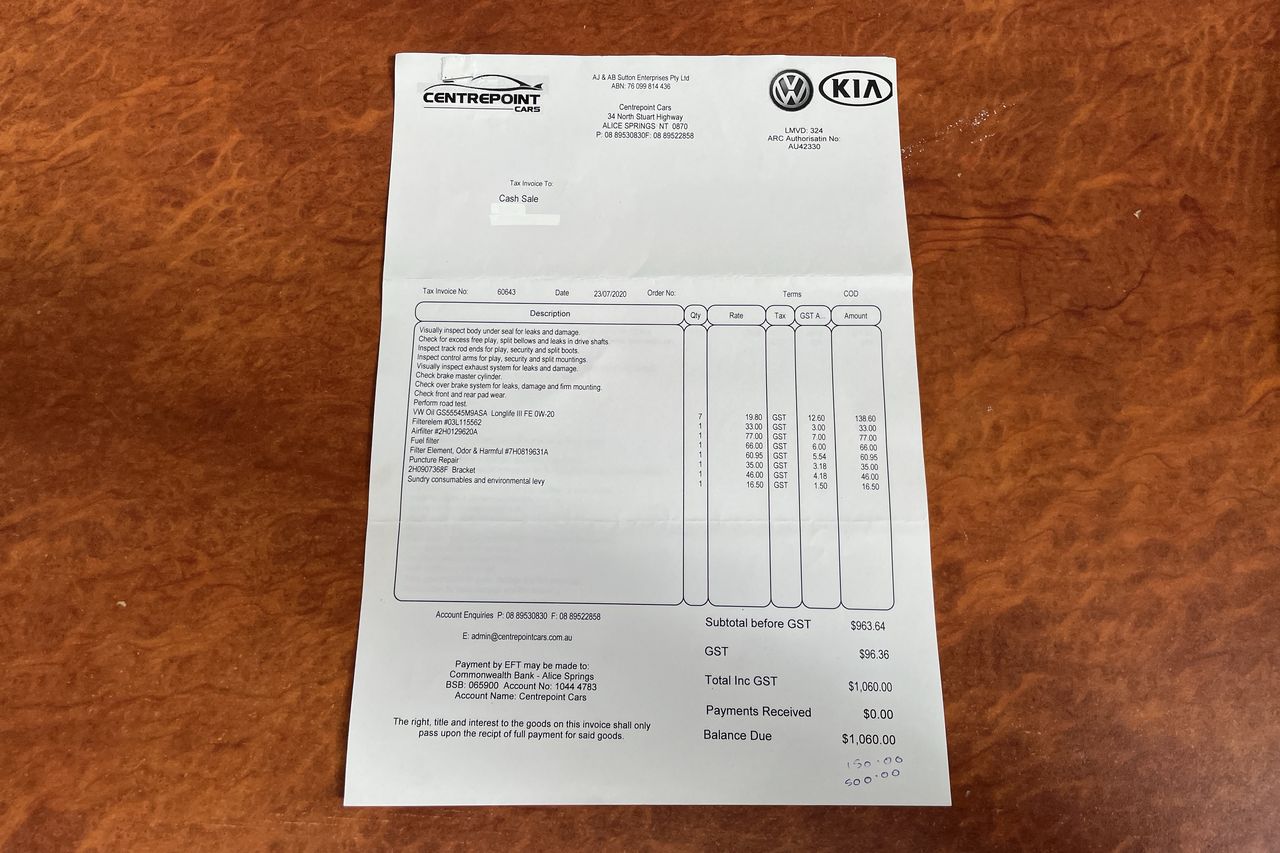 CENTREPOINT
CARS
AJ & AB Sutton Enterprises Pty Ltd
ABN: 76 099 814 436
Centrepoint Cars
34 North Stuart Highway
ALICE SPRINGS NT 0870
P: 08 89530830F: 08 89522858
VW KIA
LMVD: 324
ARC Authorisatin No:
AU42330
Tax Invoice To:
Cash Sale
Tax Invoice No: 60643 Date 23/07/2020 Order No: Terms COD
Description Qty Rate Tax GST A... Amount
Visually inspect body under seal for leaks and damage.
Check for excess free play, split bellows and leaks in drive shafts.
Inspect track rod ends for play, security and split boots.
Inspect control arms for play, security and split mountings.
Visually inspect exhaust system for leaks and damage.
Check brake master cylinder.
Check over brake system for leaks, damage and firm mounting.
Check front and rear pad wear.
Perform road test.
VW Oil GS55545M9ASA Longlife III FE 0W-20 7 19.80 GST 12.60 138.60
Filterelem #03L115562 1 33.00 GST 3.00 33.00
Airfilter #2H0129620A 1 77.00 GST 7.00 77.00
Fuel filter 1 66.00 GST 6.00 66.00
Filter Element, Odor & Harmful #7H0819631A 1 60.95 GST 5.54 60.95
Puncture Repair 1 35.00 GST 3.18 35.00
2H0907368F Bracket 1 46.00 GST 4.18 46.00
Sundry consumables and environmental levy 1 16.50 GST 1.50 16.50
Account Enquiries P: 08 89530830 F: 08 89522858
E: admin@centrepointcars.com.au
Payment by EFT may be made to:
Commonwealth Bank - Alice Springs
BSB: 065900 Account No: 1044 4783
Account Name: Centrepoint Cars
The right, title and interest to the goods on this invoice shall only
pass upon the recipt of full payment for said goods.
Subtotal before GST $963.64
GST $96.36
Total Inc GST $1,060.00
Payments Received $0.00
Balance Due $1,060.00
150.00
500.00